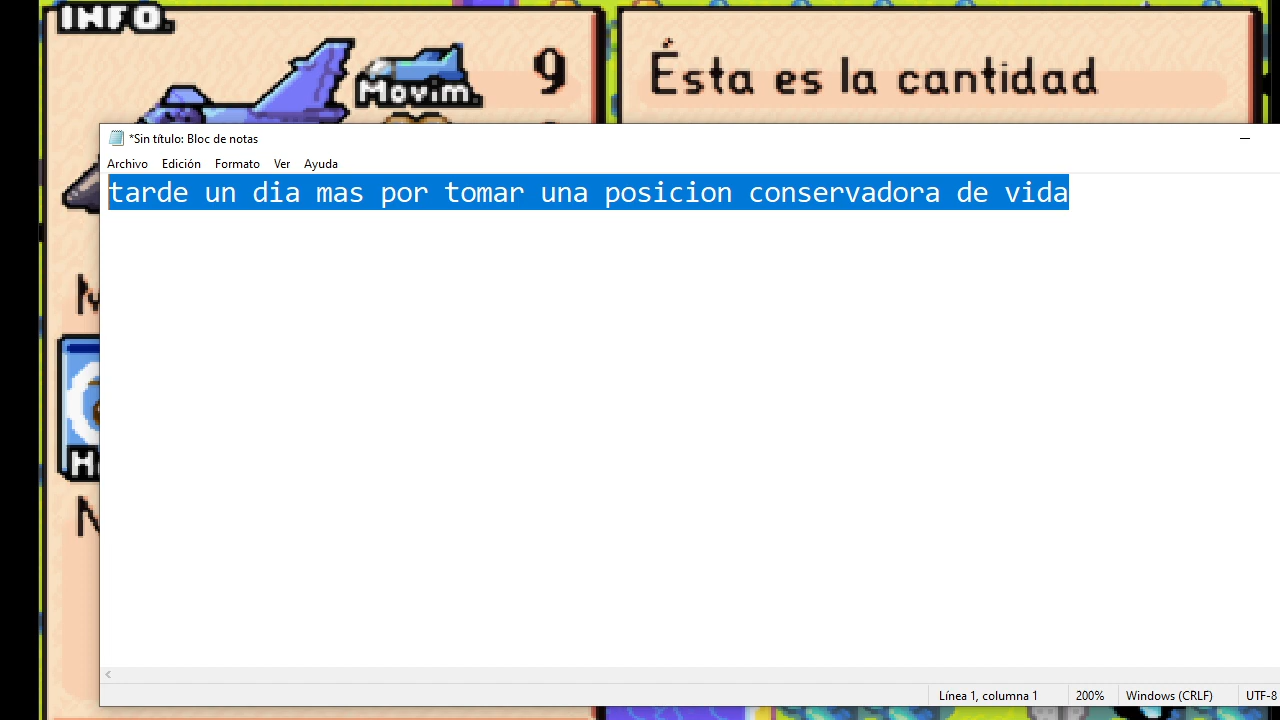 INFO.
Movim. 9
Ésta es la cantidad
*Sin título: Bloc de notas
Archivo Edición Formato Ver Ayuda
tarde un dia mas por tomar una posicion conservadora de vida
Línea 1, columna 1 200% Windows (CRLF) UTF-8